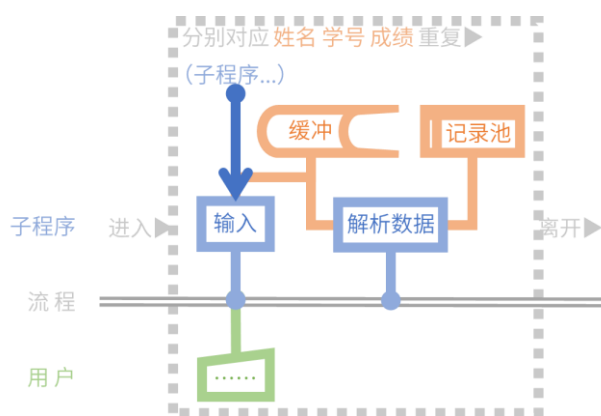 分别对应 姓名 学号 成绩 重复▶
(子程序...)
缓冲
记录池
子程序
进入▶
输入
解析数据
离开▶
流程
用户
……